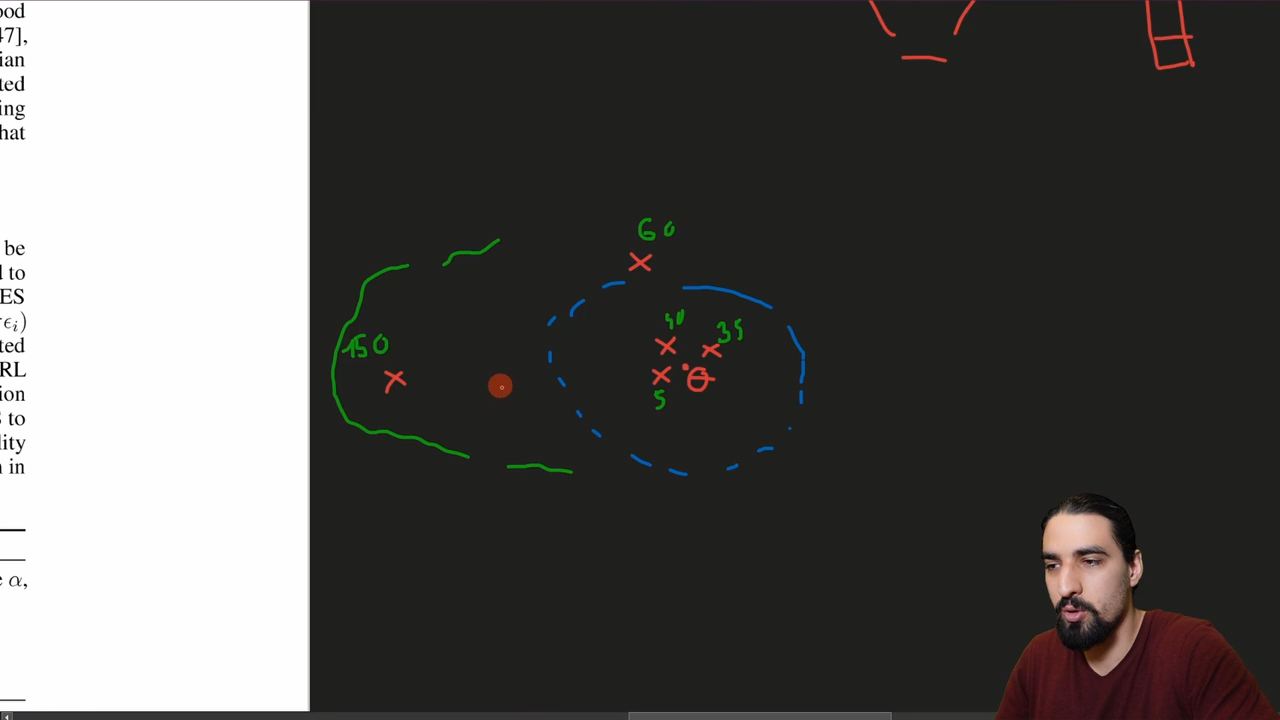 ood
47],
ian
ted
ing
hat
be
d to
ES
ϵᵢ)
ted
RL
ion
S to
lity
n in
e α,
60
40
35
150
θ
5